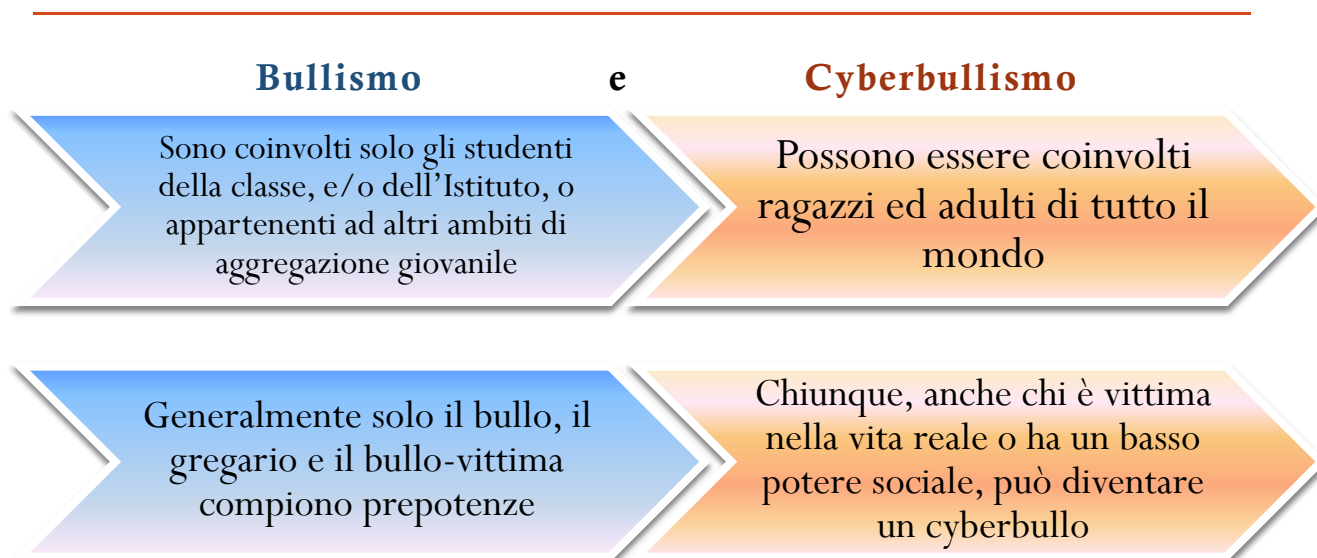 Bullismo e Cyberbullismo
Sono coinvolti solo gli studenti
della classe, e/o dell’Istituto, o
appartenenti ad altri ambiti di
aggregazione giovanile
Possono essere coinvolti
ragazzi ed adulti di tutto il
mondo
Generalmente solo il bullo, il
gregario e il bullo-vittima
compiono prepotenze
Chiunque, anche chi è vittima
nella vita reale o ha un basso
potere sociale, può diventare
un cyberbullo